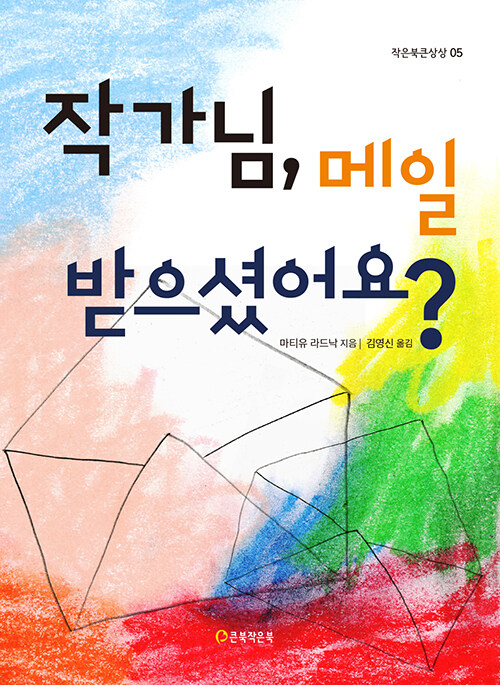 작은북큰상상 05
작가님, 메일
받으셨어요?
마티유 라드낙 지음 | 김영신 옮김
큰북작은북